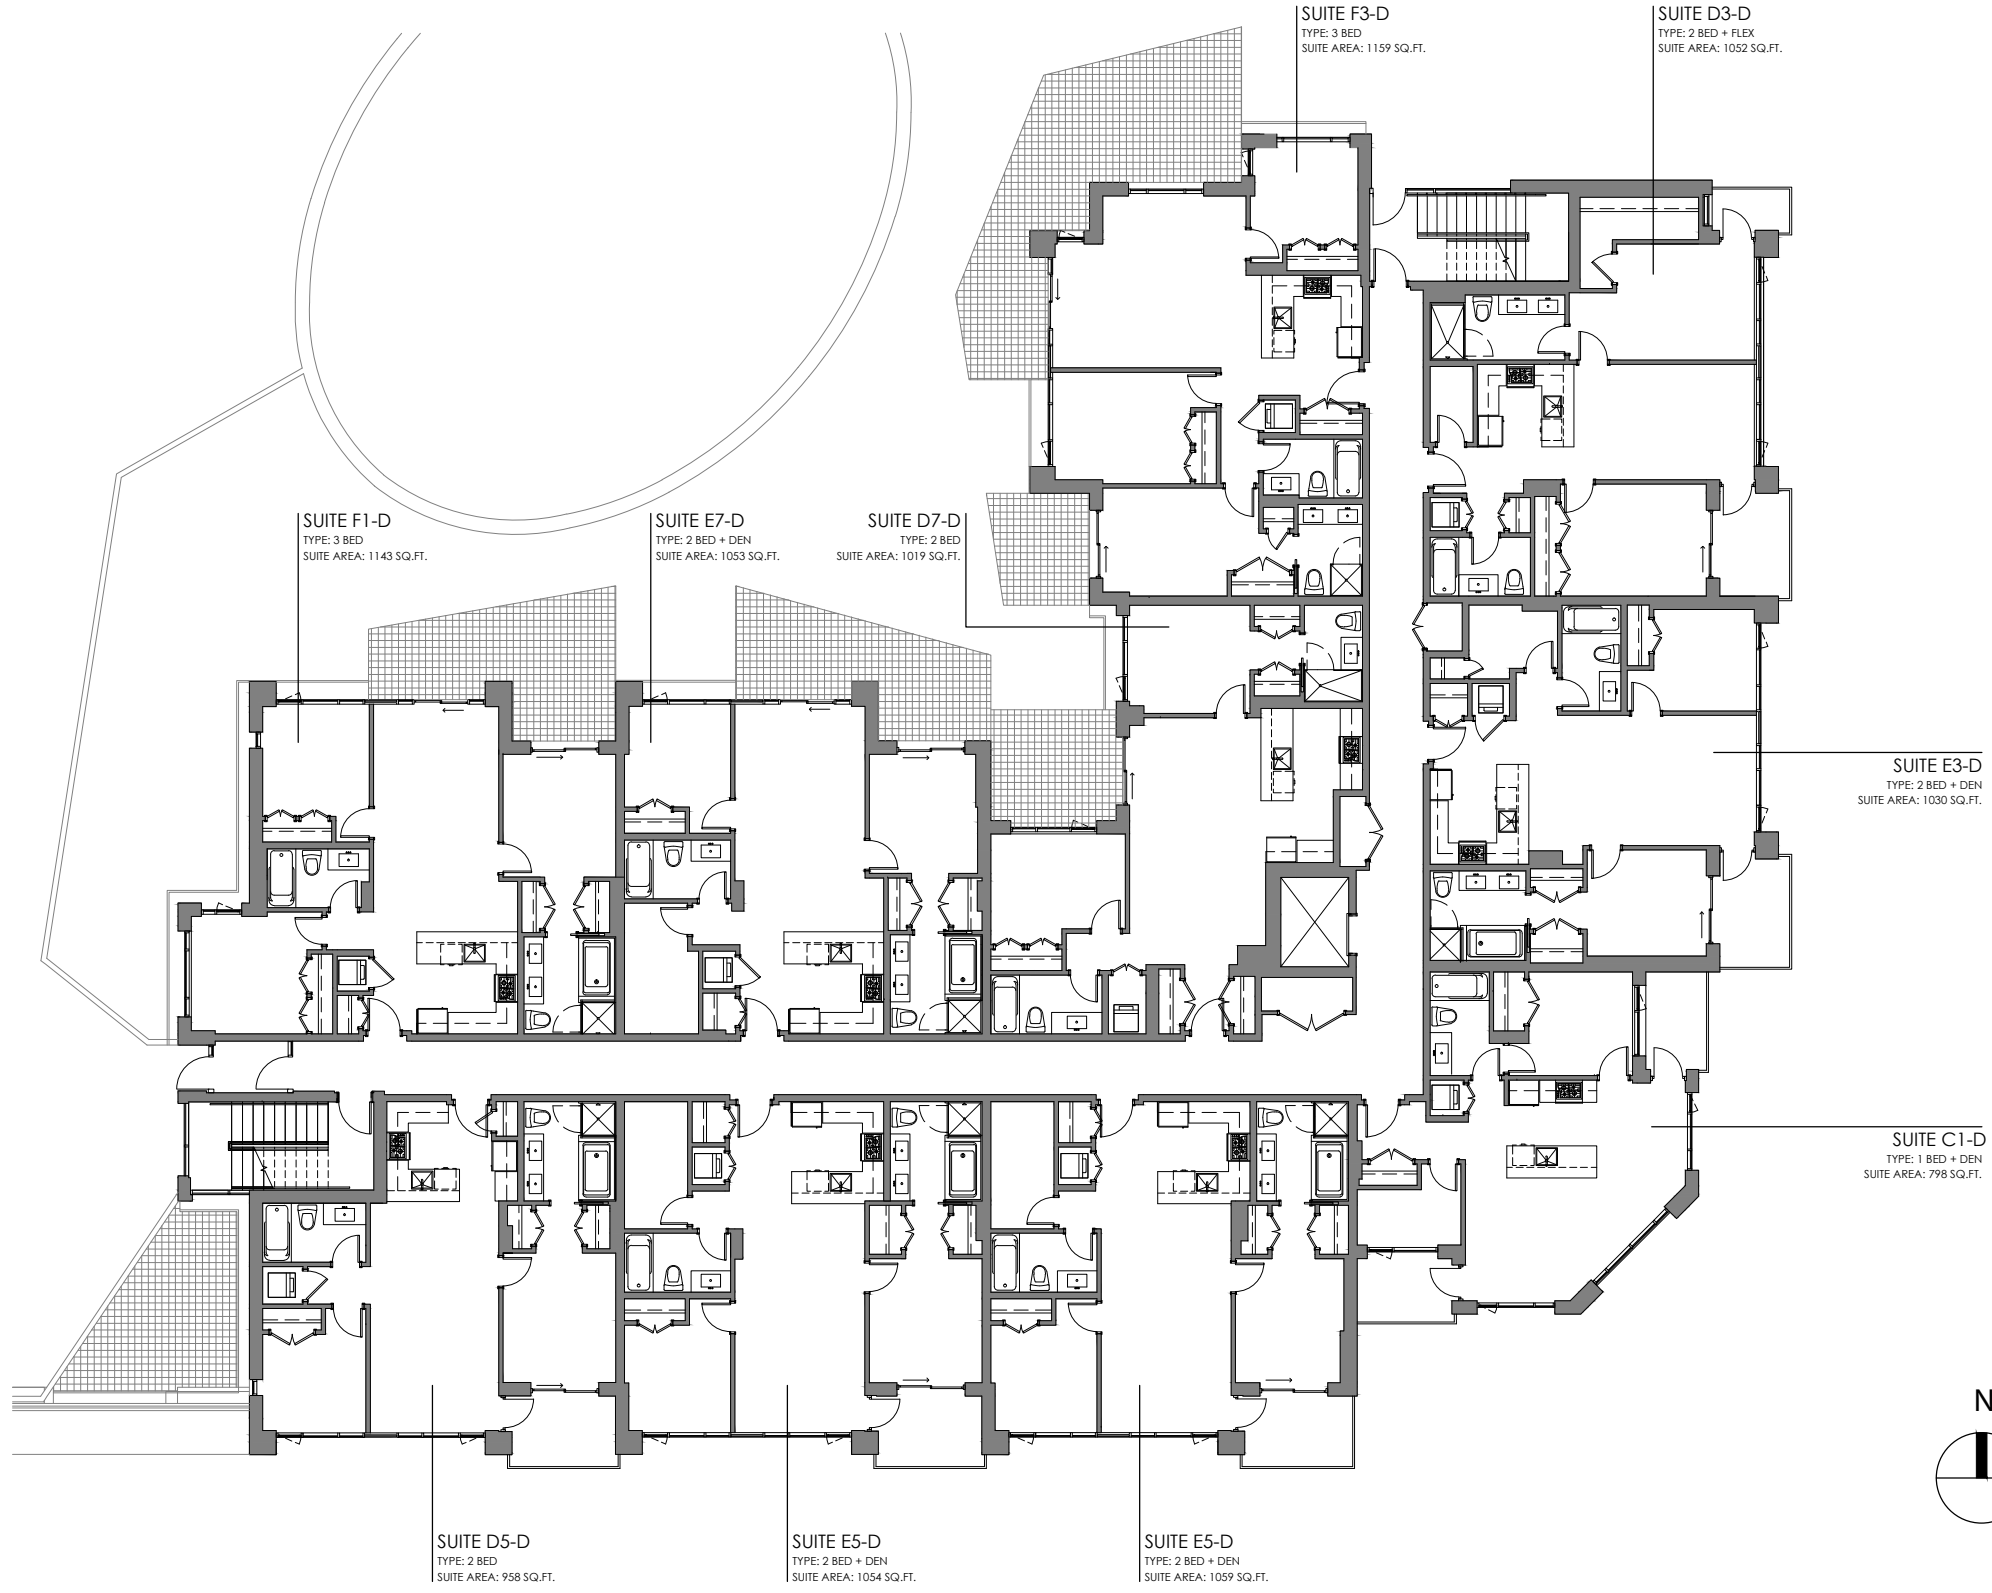 SUITE F3-D
TYPE: 3 BED
SUITE AREA: 1159 SQ.FT.
SUITE D3-D
TYPE: 2 BED + FLEX
SUITE AREA: 1052 SQ.FT.
SUITE F1-D
TYPE: 3 BED
SUITE AREA: 1143 SQ.FT.
SUITE E7-D
TYPE: 2 BED + DEN
SUITE AREA: 1053 SQ.FT.
SUITE D7-D
TYPE: 2 BED
SUITE AREA: 1019 SQ.FT.
SUITE E3-D
TYPE: 2 BED + DEN
SUITE AREA: 1030 SQ.FT.
SUITE C1-D
TYPE: 1 BED + DEN
SUITE AREA: 798 SQ.FT.
N
SUITE D5-D
TYPE: 2 BED
SUITE AREA: 958 SQ.FT.
SUITE E5-D
TYPE: 2 BED + DEN
SUITE AREA: 1054 SQ.FT.
SUITE E5-D
TYPE: 2 BED + DEN
SUITE AREA: 1059 SQ.FT.